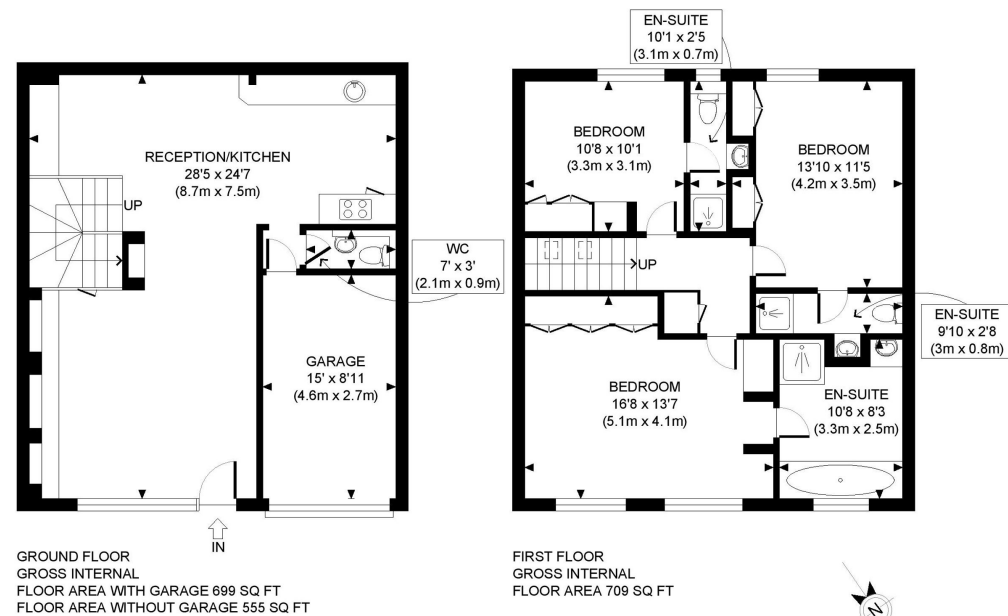 EN-SUITE
10'1 x 2'5
(3.1m x 0.7m)
RECEPTION/KITCHEN
28'5 x 24'7
(8.7m x 7.5m)
UP
WC
7' x 3'
(2.1m x 0.9m)
GARAGE
15' x 8'11
(4.6m x 2.7m)
IN
GROUND FLOOR
GROSS INTERNAL
FLOOR AREA WITH GARAGE 699 SQ FT
FLOOR AREA WITHOUT GARAGE 555 SQ FT
BEDROOM
10'8 x 10'1
(3.3m x 3.1m)
BEDROOM
13'10 x 11'5
(4.2m x 3.5m)
UP
EN-SUITE
9'10 x 2'8
(3m x 0.8m)
BEDROOM
16'8 x 13'7
(5.1m x 4.1m)
EN-SUITE
10'8 x 8'3
(3.3m x 2.5m)
FIRST FLOOR
GROSS INTERNAL
FLOOR AREA 709 SQ FT
N